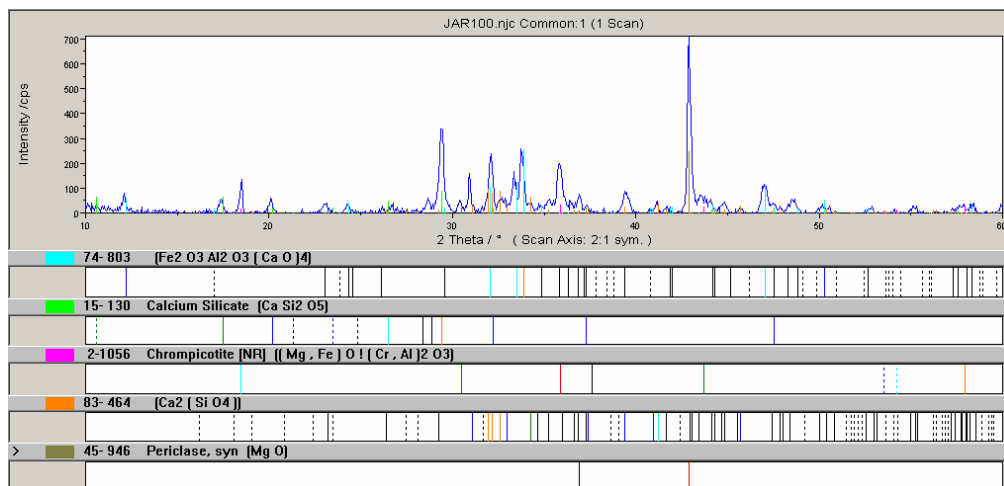 JAR100.njc Common:1 (1 Scan)
Intensity /cps
700
600
500
400
300
200
100
0
10 20 30 40 50 60
2 Theta / ° ( Scan Axis: 2:1 sym. )
74- 803 (Fe2 O3 Al2 O3 ( Ca O )4)
15- 130 Calcium Silicate (Ca Si2 O5)
2-1056 Chrompicotite [NR] (( Mg , Fe ) O ! ( Cr , Al )2 O3)
83- 464 (Ca2 ( Si O4 ))
> 45- 946 Periclase, syn (Mg O)